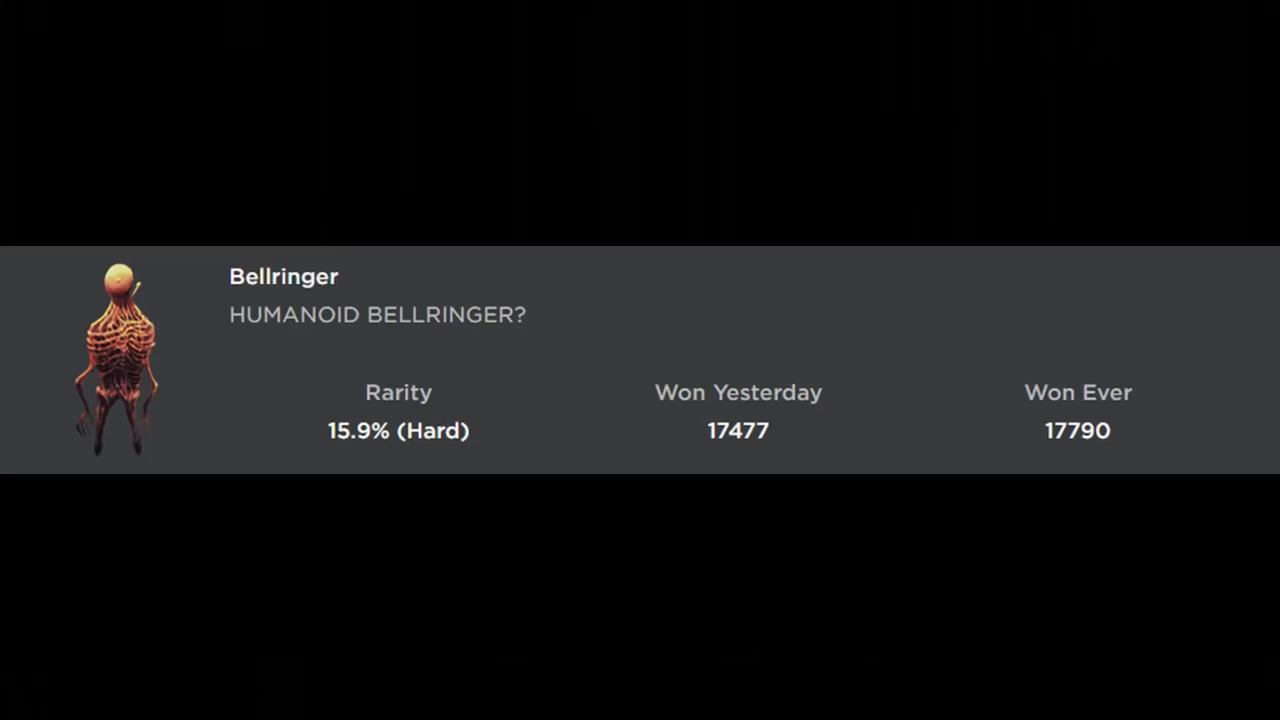 Bellringer
HUMANOID BELLRINGER?
Rarity Won Yesterday Won Ever
15.9% (Hard) 17477 17790